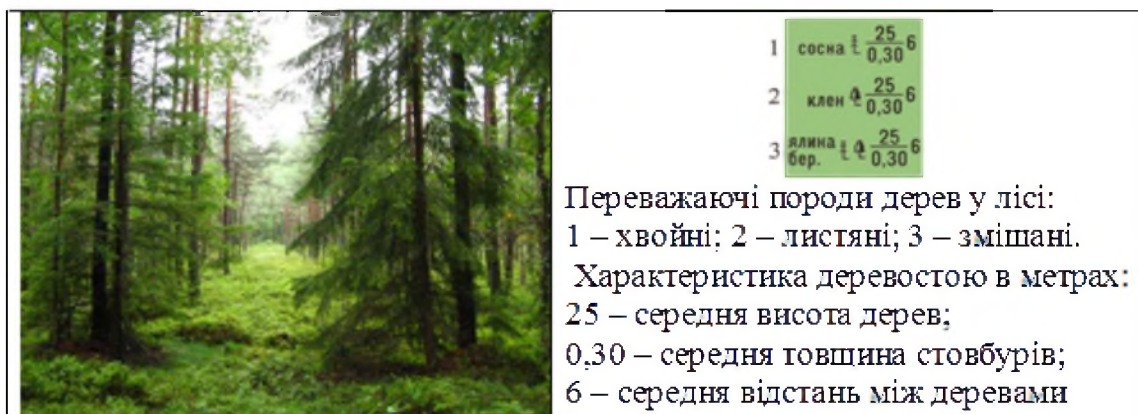 1 сосна 25/0,30 6
2 клен 25/0,30 6
3 ялина бер. 25/0,30 6
Переважаючі породи дерев у лісі:
1 – хвойні; 2 – листяні; 3 – змішані.
Характеристика деревостою в метрах:
25 – середня висота дерев;
0,30 – середня товщина стовбурів;
6 – середня відстань між деревами